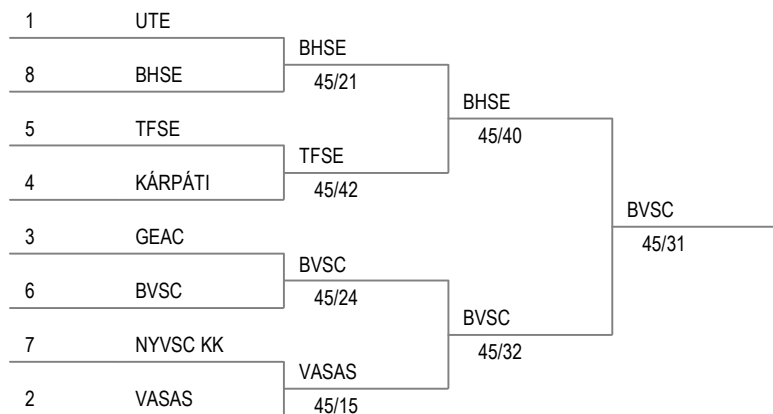 1 UTE
BHSE
8 BHSE
45/21
BHSE
5 TFSE
45/40
TFSE
4 KÁRPÁTI
45/42
BVSC
3 GEAC
45/31
BVSC
6 BVSC
45/24
BVSC
7 NYVSC KK
45/32
VASAS
2 VASAS
45/15